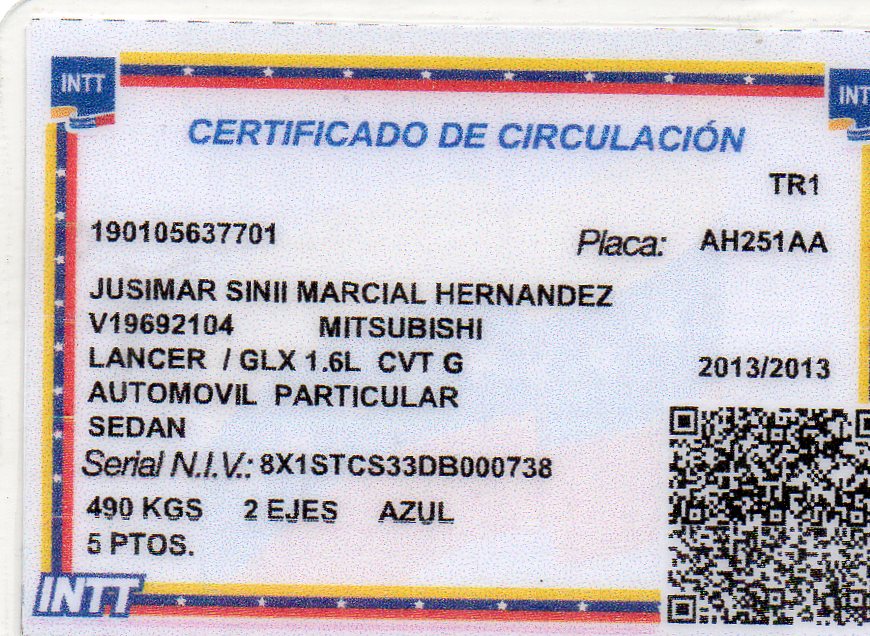 INTT
INTT
CERTIFICADO DE CIRCULACIÓN
TR1
190105637701 Placa: AH251AA
JUSIMAR SINII MARCIAL HERNANDEZ
V19692104 MITSUBISHI
LANCER / GLX 1.6L CVT G 2013/2013
AUTOMOVIL PARTICULAR
SEDAN
Serial N.I.V.: 8X1STCS33DB000738
490 KGS 2 EJES AZUL
5 PTOS.
INTT